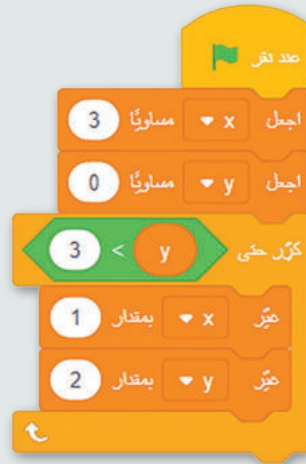 عند نقر
اجعل x مساويًا 3
اجعل y مساويًا 0
كرّر حتى y < 3
غيّر x بمقدار 1
غيّر y بمقدار 2